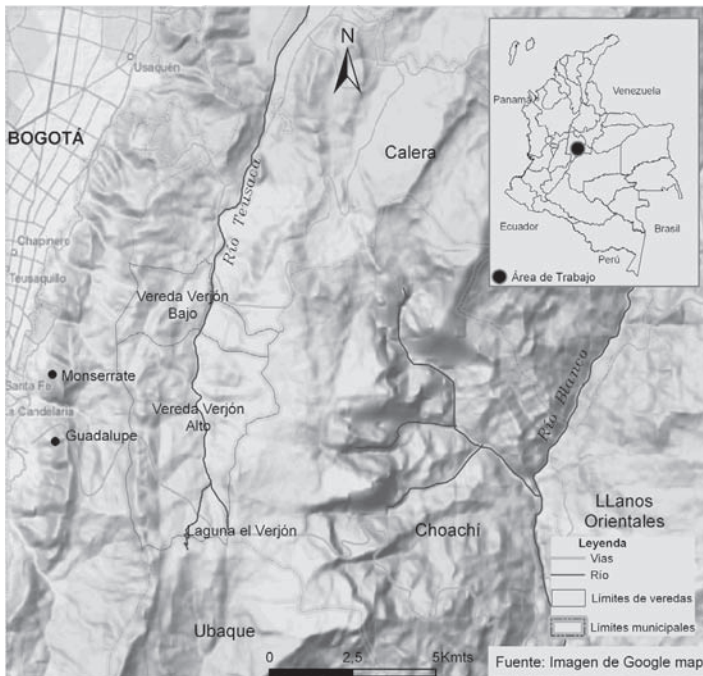 Usaquén
BOGOTÁ
Chapinero
Teusaquillo
Santa Fe
a Candelaria
Monserrate
Guadalupe
Río Teusacá
Vereda Verjón
Bajo
Vereda Verjón
Alto
Laguna el Verjón
Ubaque
N
Calera
Río Blanco
Choachí
LLanos
Orientales
Panamá
Venezuela
Ecuador
Brasil
Perú
Área de Trabajo
Leyenda
Vias
Río
Limites de veredas
Limites municipales
0 2,5 5Kmts
Fuente: Imagen de Google map